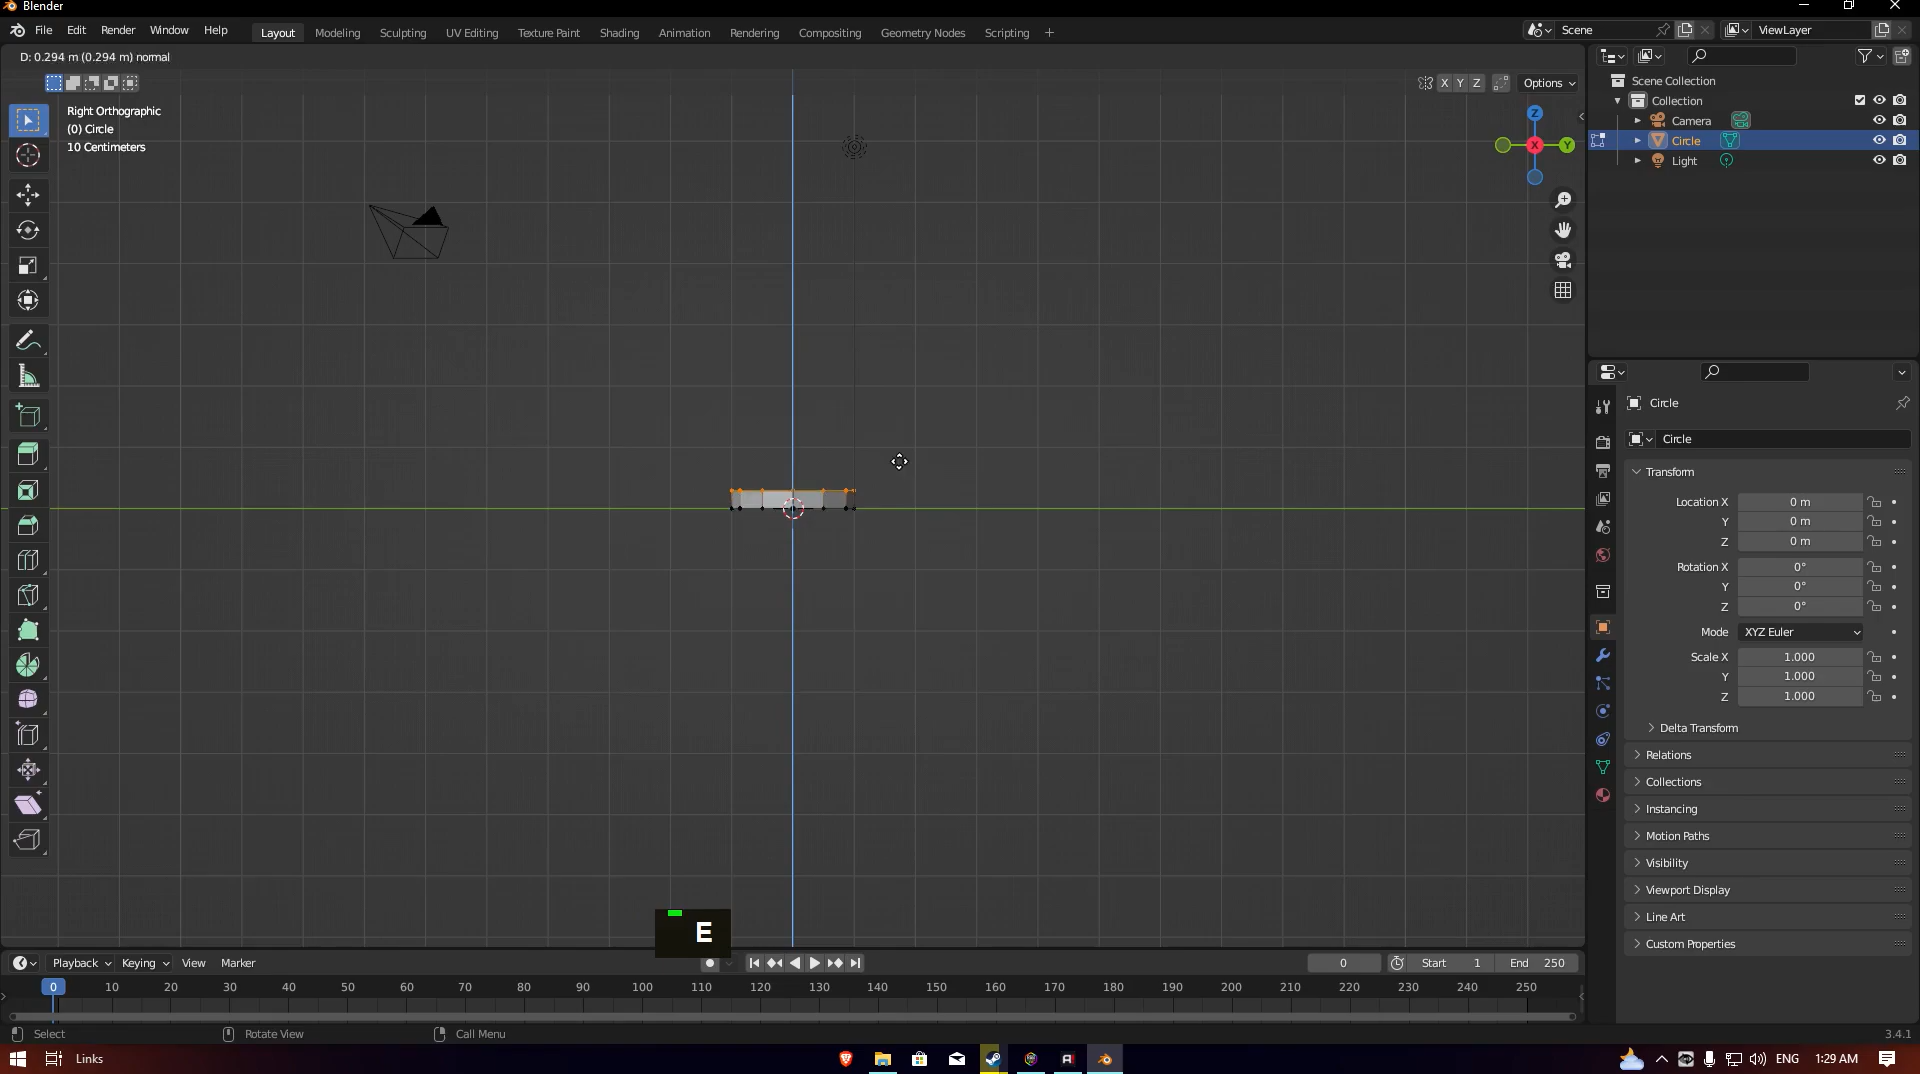 Blender
File Edit Render Window Help
Layout Modeling Sculpting UV Editing Texture Paint Shading Animation Rendering Compositing Geometry Nodes Scripting +
Scene
ViewLayer
D: 0.294 m (0.294 m) normal
X Y Z
Options
Right Orthographic
(0) Circle
10 Centimeters
Z
X
Y
Scene Collection
Collection
Camera
Circle
Light
Circle
Circle
Transform
Location X 0 m
Y 0 m
Z 0 m
Rotation X 0°
Y 0°
Z 0°
Mode XYZ Euler
Scale X 1.000
Y 1.000
Z 1.000
Delta Transform
Relations
Collections
Instancing
Motion Paths
Visibility
Viewport Display
Line Art
Custom Properties
E
Playback Keying View Marker
0 Start 1 End 250
0 10 20 30 40 50 60 70 80 90 100 110 120 130 140 150 160 170 180 190 200 210 220 230 240 250
Select Rotate View Call Menu
3.4.1
Links
ENG 1:29 AM